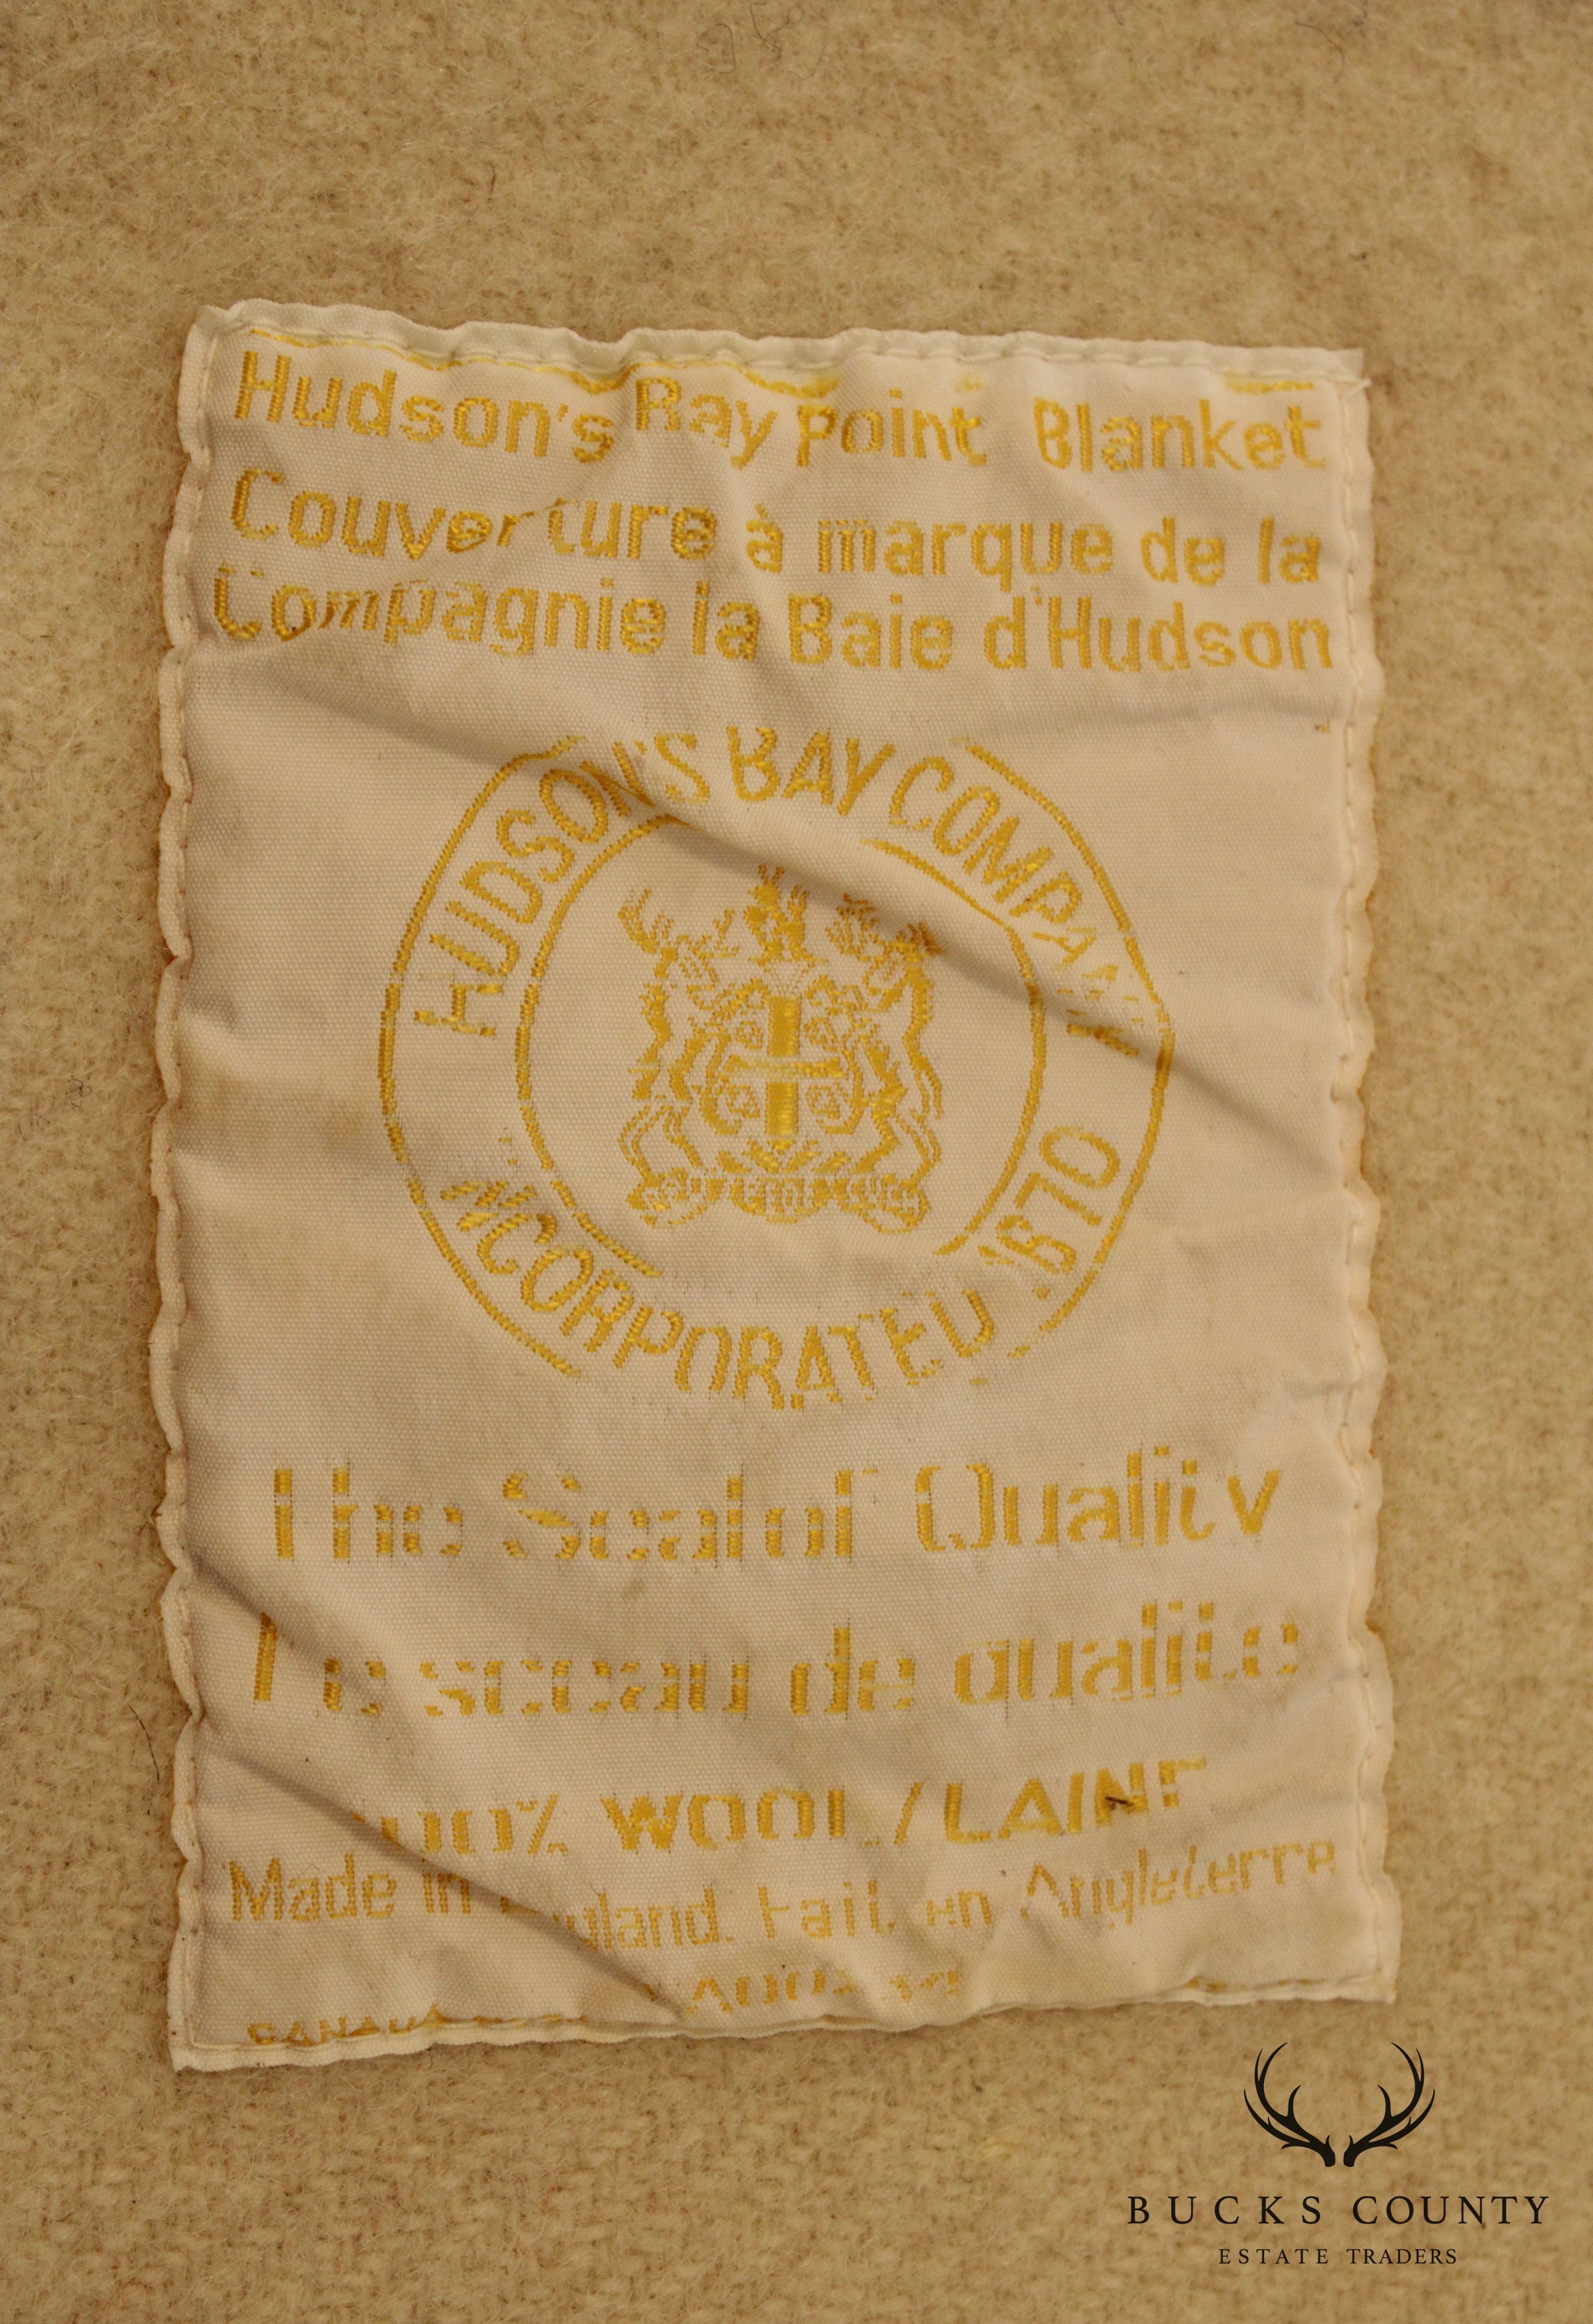 Hudson's Bay Point Blanket
Couverture à marque de la
Compagnie la Baie d'Hudson
HUDSON'S BAY COMPANY
INCORPORATED 1670
The Seal of Quality
Le sceau de qualite
100% WOOL / LAINE
Made in England. Fait en Angleterre
BUCKS COUNTY
ESTATE TRADERS